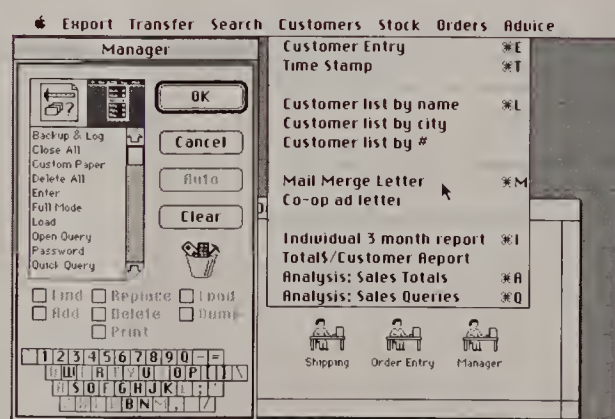 Export Transfer Search Customers Stock Orders Advice
Manager
OK
Cancel
Auto
Clear
Backup & Log
Close All
Custom Paper
Delete All
Enter
Full Mode
Load
Open Query
Password
Quick Query
Find Replace Load
Add Delete Dump
Print
1 2 3 4 5 6 7 8 9 0 - =
W R U O P [ ] \
S D F G H J K ; '
B N , /
Customer Entry ⌘E
Time Stamp ⌘T
Customer list by name ⌘L
Customer list by city
Customer list by #
Mail Merge Letter ⌘M
Co-op ad letter
Individual 3 month report ⌘I
Total$/Customer Report
Analysis: Sales Totals ⌘A
Analysis: Sales Queries ⌘Q
Shipping Order Entry Manager